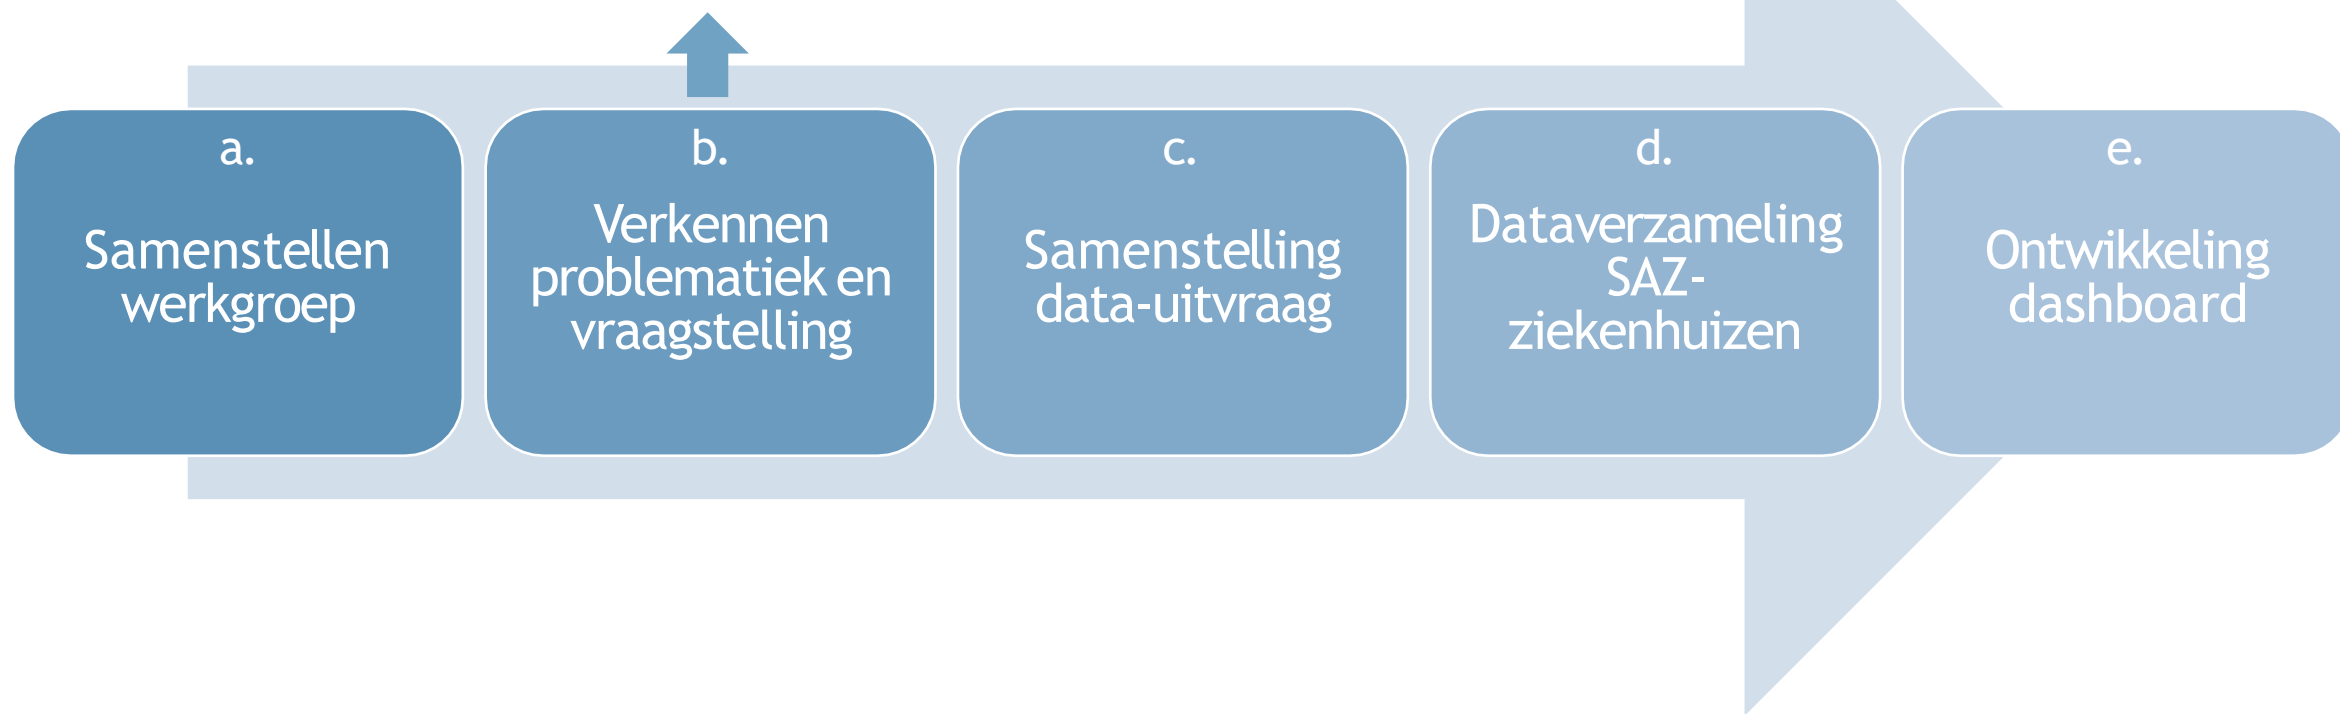 a.
Samenstellen
werkgroep
b.
Verkennen
problematiek en
vraagstelling
c.
Samenstelling
data-uitvraag
d.
Dataverzameling
SAZ-
ziekenhuizen
e.
Ontwikkeling
dashboard